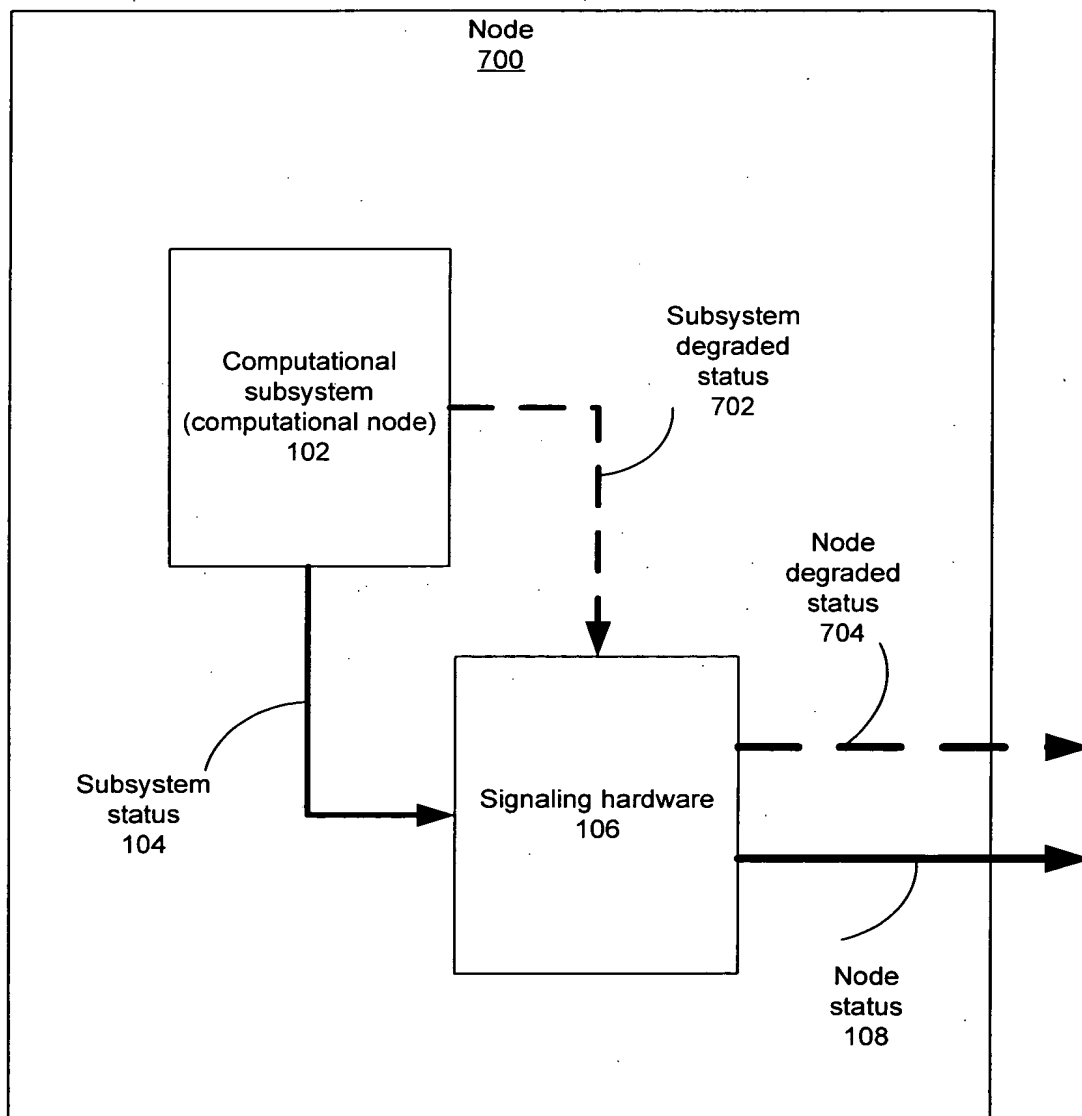 Node
700
Computational
subsystem
(computational node)
102
Subsystem
degraded
status
702
Node
degraded
status
704
Subsystem
status
104
Signaling hardware
106
Node
status
108